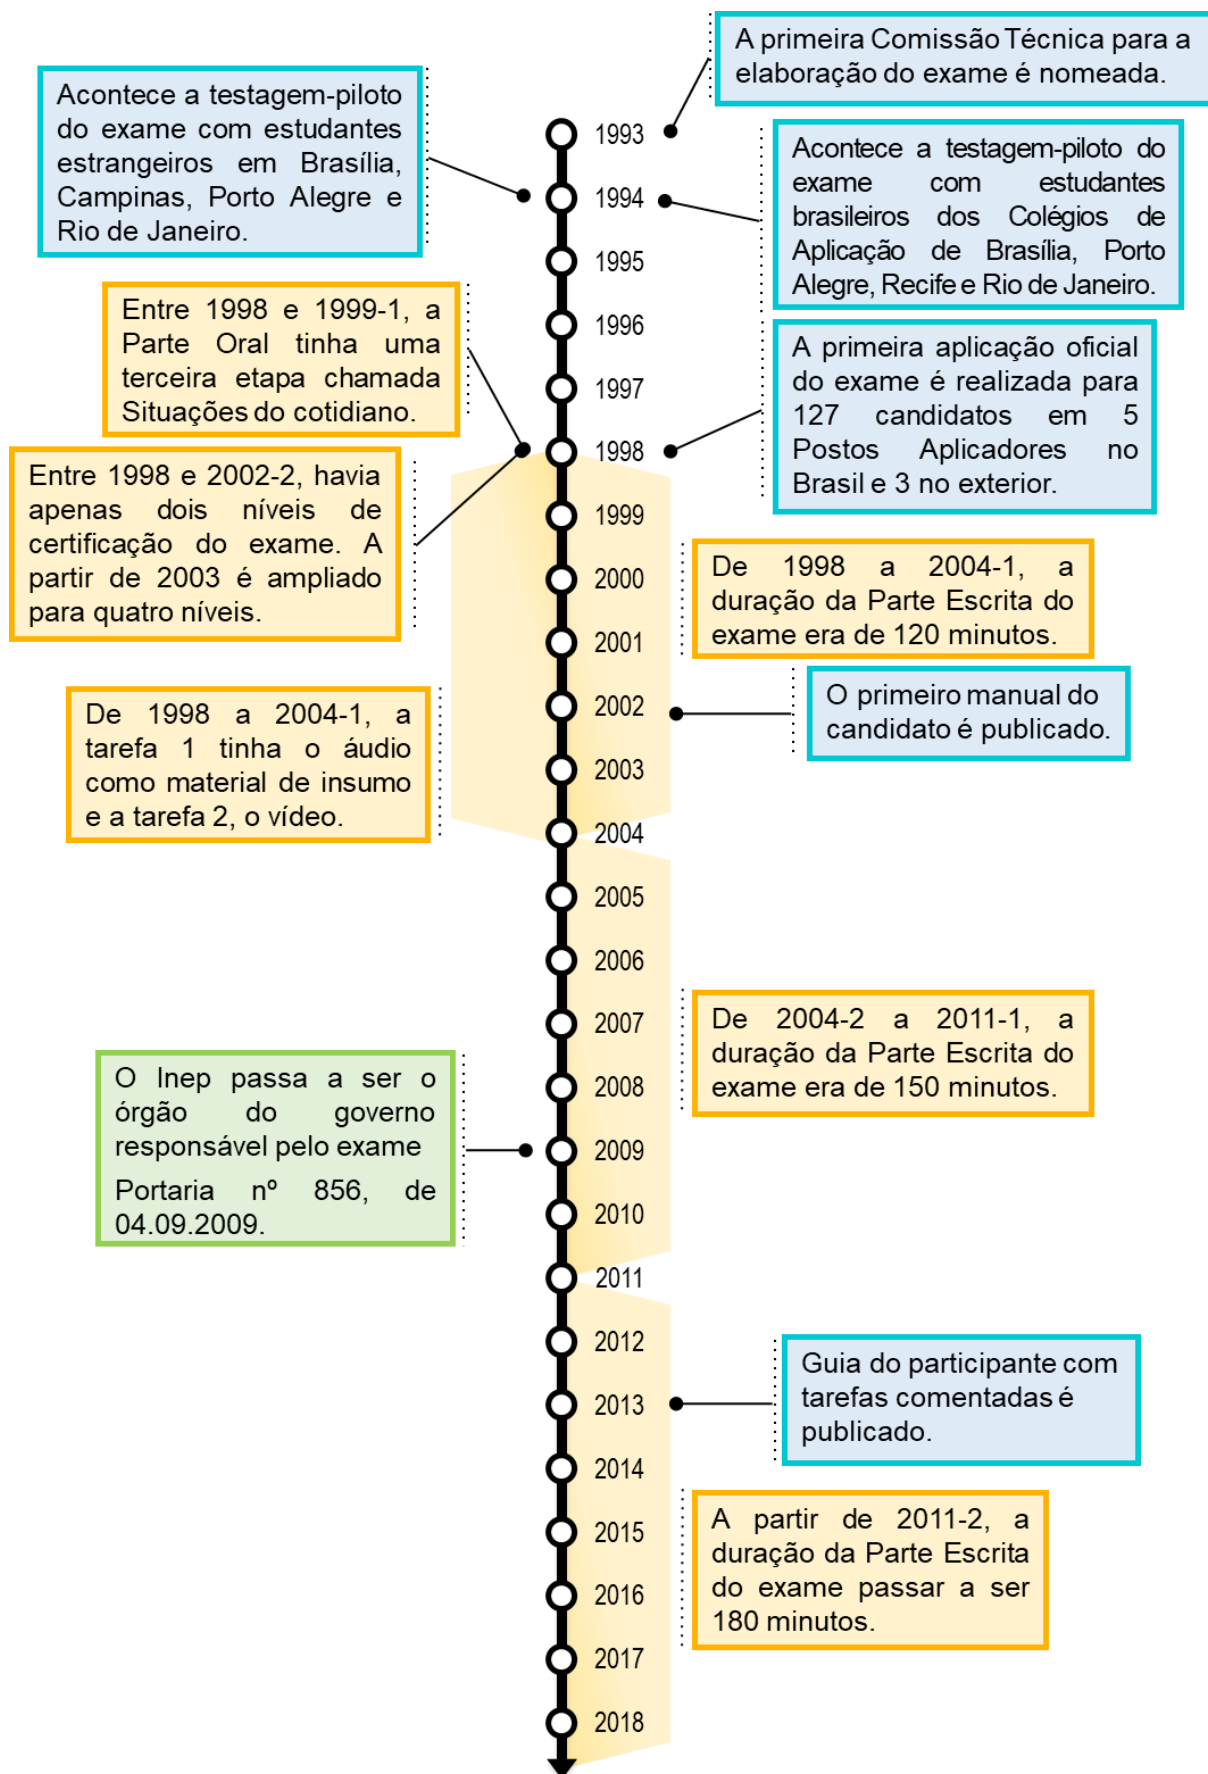 A primeira Comissão Técnica para a
elaboração do exame é nomeada.
Acontece a testagem-piloto
do exame com estudantes
estrangeiros em Brasília,
Campinas, Porto Alegre e
Rio de Janeiro.
1993
Acontece a testagem-piloto do
exame com estudantes
brasileiros dos Colégios de
Aplicação de Brasília, Porto
Alegre, Recife e Rio de Janeiro.
1994
1995
Entre 1998 e 1999-1, a
Parte Oral tinha uma
terceira etapa chamada
Situações do cotidiano.
1996
A primeira aplicação oficial
do exame é realizada para
127 candidatos em 5
Postos Aplicadores no
Brasil e 3 no exterior.
1997
1998
Entre 1998 e 2002-2, havia
apenas dois níveis de
certificação do exame. A
partir de 2003 é ampliado
para quatro níveis.
1999
2000
De 1998 a 2004-1, a
duração da Parte Escrita do
exame era de 120 minutos.
2001
O primeiro manual do
candidato é publicado.
2002
De 1998 a 2004-1, a
tarefa 1 tinha o áudio
como material de insumo
e a tarefa 2, o vídeo.
2003
2004
2005
2006
2007
De 2004-2 a 2011-1, a
duração da Parte Escrita do
exame era de 150 minutos.
2008
O Inep passa a ser o
órgão do governo
responsável pelo exame
Portaria nº 856, de
04.09.2009.
2009
2010
2011
2012
Guia do participante com
tarefas comentadas é
publicado.
2013
2014
2015
A partir de 2011-2, a
duração da Parte Escrita
do exame passar a ser
180 minutos.
2016
2017
2018